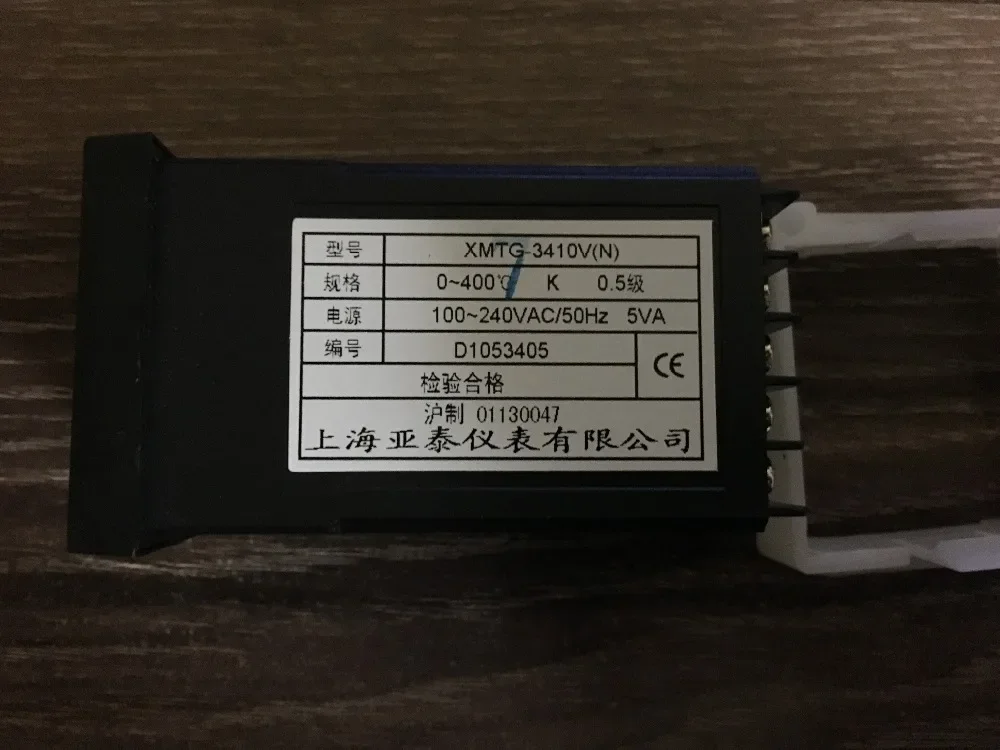 型号 XMTG-3410V(N)
规格 0~400℃ K 0.5级
电源 100~240VAC/50Hz 5VA
编号 D1053405
CE
检验合格
沪制 01130047
上海亚泰仪表有限公司